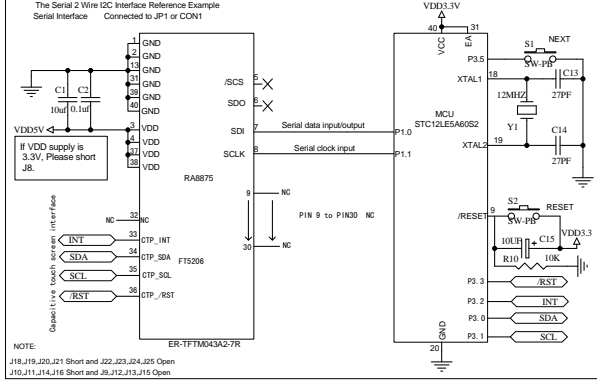 The Serial 2 Wire I2C Interface Reference Example
Serial Interface Connected to JP1 or CON1
VDD3.3V
40 31
VCC
EA
1 GND
2 GND
13 GND
31 GND
39 GND
40 GND
C1 C2
10uf 0.1uf
VDD5V
3 VDD
4 VDD
37 VDD
38 VDD
If VDD supply is
3.3V, Please short
J8.
/SCS 5
SDO 6
SDI 7 Serial data input/output P1.0
SCLK 8 Serial clock input P1.1
RA8875
9 NC
PIN 9 to PIN30 NC
30 NC
NC 32 NC
Capacitive touch screen interface
INT 33 CTP_INT
SDA 34 CTP_SDA
SCL 35 CTP_SCL
/RST 36 CTP_/RST
FT5206
ER-TFTM043A2-7R
MCU
STC12LE5A60S2
P3.5
S1 NEXT
SW-PB
XTAL1 18
C13
27PF
12MHZ
Y1
XTAL2 19
C14
27PF
/RESET 9
S2 RESET
SW-PB
VDD3.3
10UF + C15
R10 10K
P3. 3 /RST
P3. 2 INT
P3. 0 SDA
P3. 1 SCL
GND
20
NOTE:
J18,J19,J20,J21 Short and J22,J23,J24,J25 Open
J10,J11,J14,J16 Short and J9,J12,J13,J15 Open